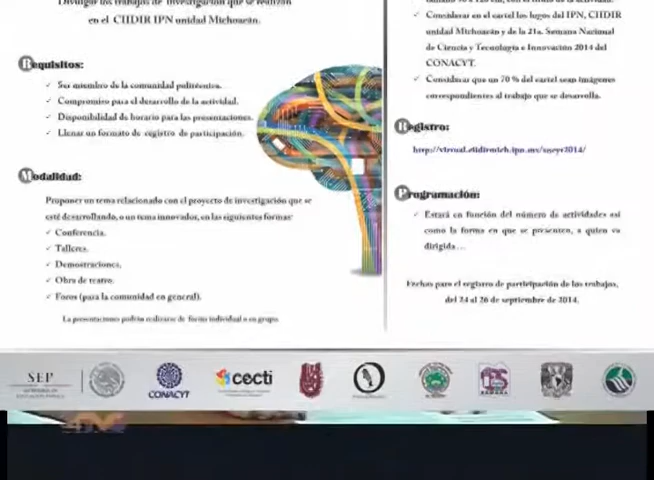 Divulgar los trabajos de investigación que se realizan
en el CIIDIR IPN unidad Michoacán.
Requisitos:
Ser miembro de la comunidad politécnica.
Compromiso para el desarrollo de la actividad.
Disponibilidad de horario para las presentaciones.
Llenar un formato de registro de participación.
Modalidad:
Proponer un tema relacionado con el proyecto de investigación que se
esté desarrollando, o un tema innovador, en las siguientes formas:
Conferencia.
Talleres.
Demostraciones.
Obra de teatro.
Foros (para la comunidad en general).
La presentaciones podrán realizarse de forma individual o en grupo.
Considerar en el cartel los logos del IPN, CIIDIR
unidad Michoacán y de la 21a. Semana Nacional
de Ciencia y Tecnología e Innovación 2014 del
CONACYT.
Considerar que un 70 % del cartel sean imágenes
correspondientes al trabajo que se desarrolla.
Registro:
Programación:
Estará en función del número de actividades así
como la forma en que se presenten, a quien va
dirigida…
Fechas para el registro de participación de los trabajos,
del 24 al 26 de septiembre de 2014.
SEP
CONACYT
cecti